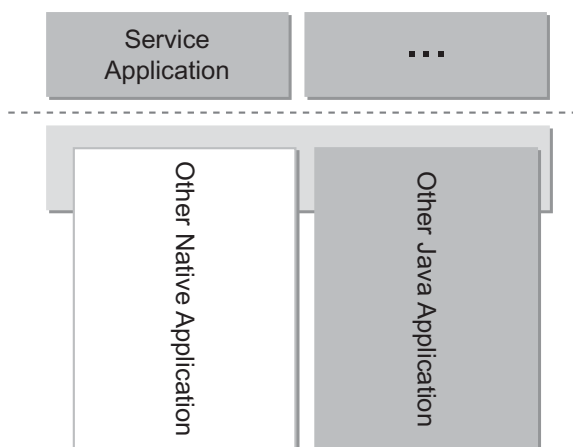 Service
Application
...
Other Native Application
Other Java Application